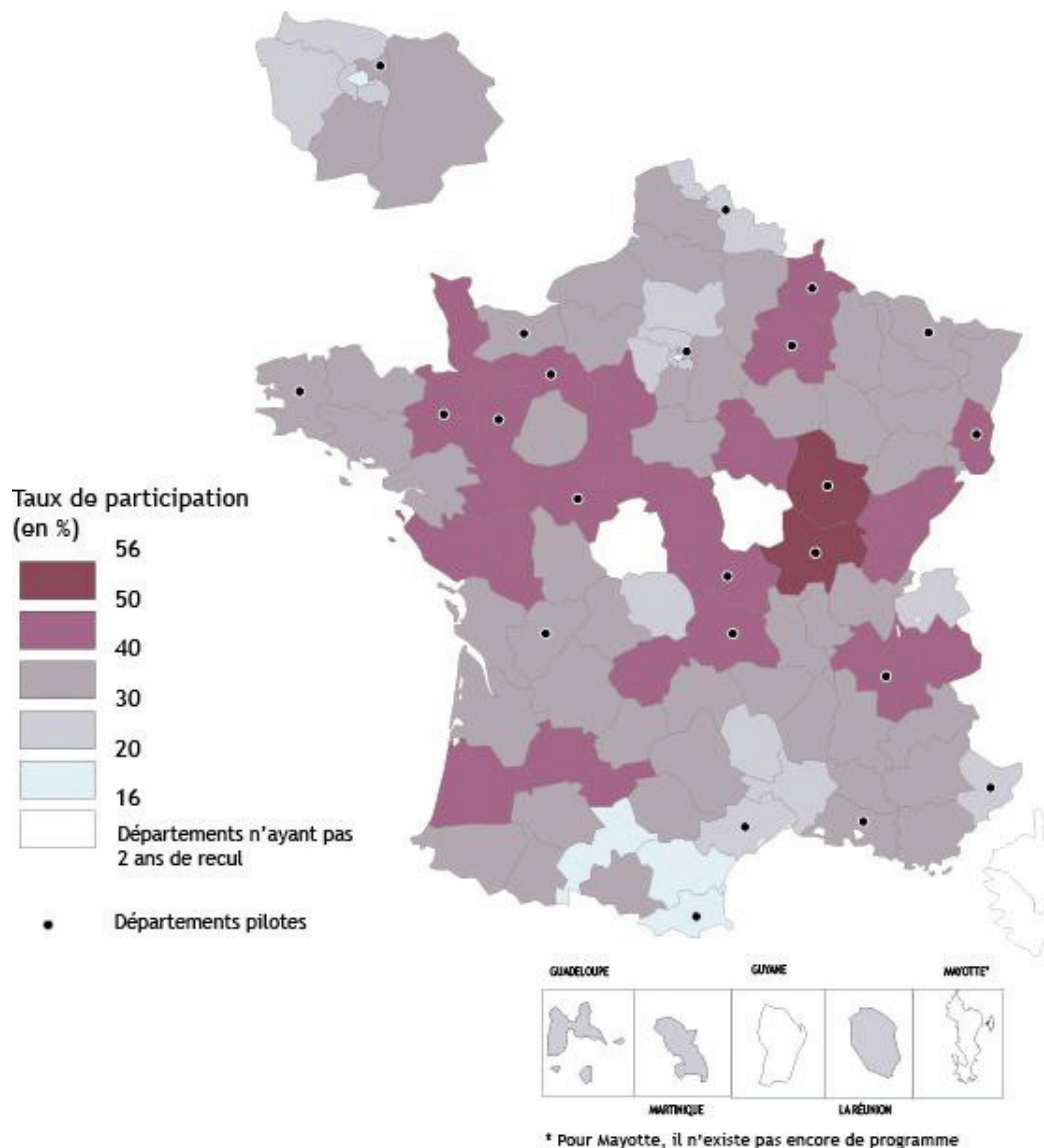 Taux de participation
(en %)
56
50
40
30
20
16
Départements n'ayant pas
2 ans de recul
Départements pilotes
GUADELOUPE
GUYANE
MAYOTTE*
MARTINIQUE
LA RÉUNION
* Pour Mayotte, il n'existe pas encore de programme